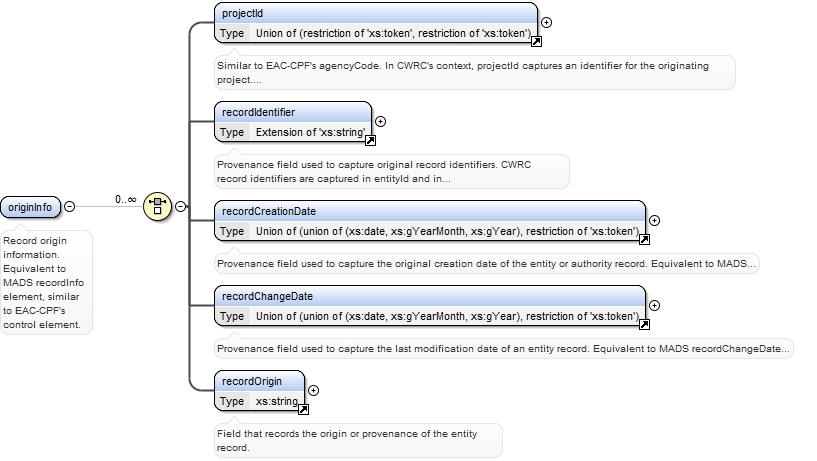 projectId
Type Union of (restriction of 'xs:token', restriction of 'xs:token')
Similar to EAC-CPF's agencyCode. In CWRC's context, projectId captures an identifier for the originating
project....
recordIdentifier
Type Extension of 'xs:string'
Provenance field used to capture original record identifiers. CWRC
record identifiers are captured in entityId and in...
originInfo
0..∞
Record origin
information.
Equivalent to
MADS recordInfo
element, similar
to EAC-CPF's
control element.
recordCreationDate
Type Union of (union of (xs:date, xs:gYearMonth, xs:gYear), restriction of 'xs:token')
Provenance field used to capture the original creation date of the entity or authority record. Equivalent to MADS...
recordChangeDate
Type Union of (union of (xs:date, xs:gYearMonth, xs:gYear), restriction of 'xs:token')
Provenance field used to capture the last modification date of an entity record. Equivalent to MADS recordChangeDate...
recordOrigin
Type xs:string
Field that records the origin or provenance of the entity
record.